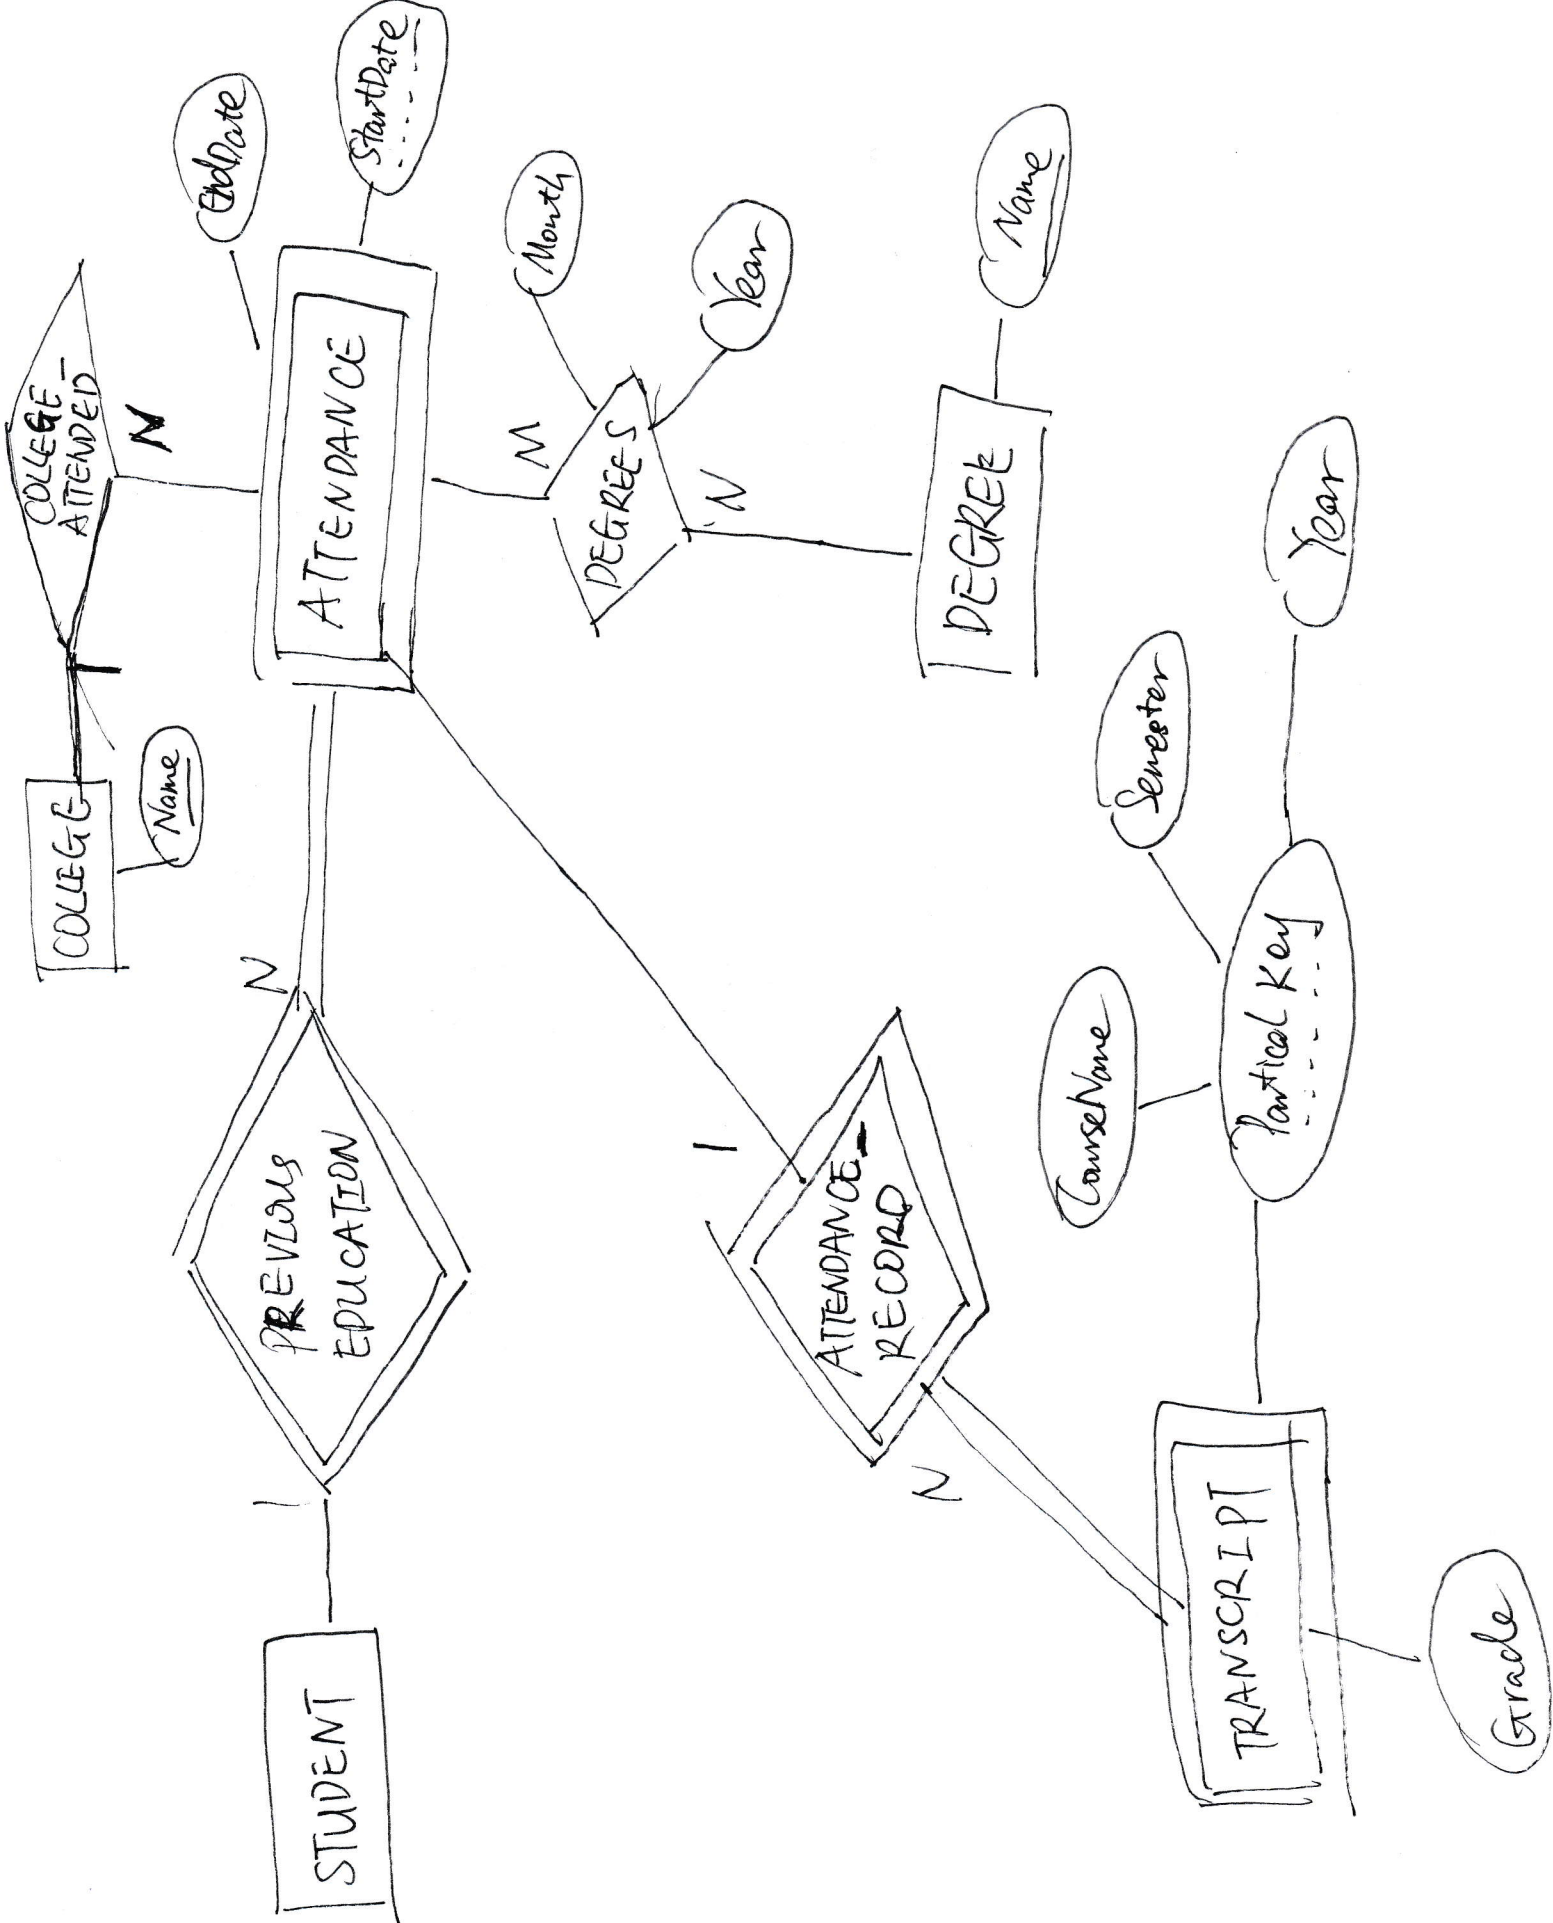 COLLEGE
1
COLLEGE_
ATTENDED
N
Name
EndDate
STUDENT
1
PREVIOUS
EDUCATION
N
ATTENDANCE
StartDate
M
Month
DEGREES
Year
N
1
ATTENDANCE_
RECORD
N
DEGREE
Name
CourseName
Semester
TRANSCRIPT
Partical Key
Year
Grade